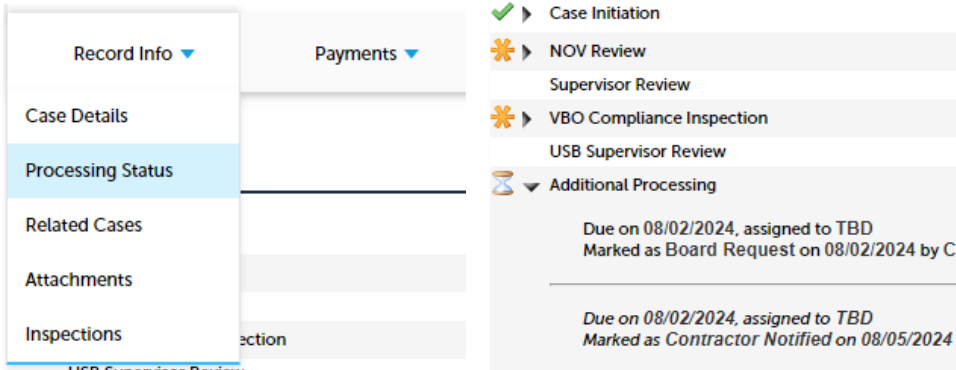 Record Info
Payments
Case Details
Processing Status
Related Cases
Attachments
Inspections
ection
Case Initiation
NOV Review
Supervisor Review
VBO Compliance Inspection
USB Supervisor Review
Additional Processing
Due on 08/02/2024, assigned to TBD
Marked as Board Request on 08/02/2024 by C
Due on 08/02/2024, assigned to TBD
Marked as Contractor Notified on 08/05/2024